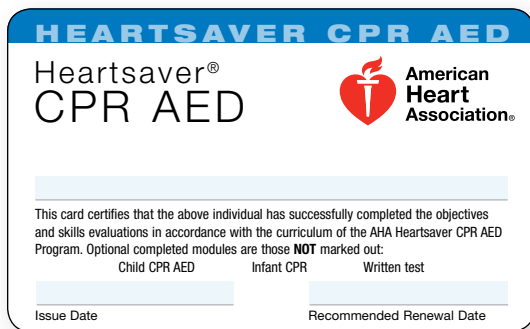 HEARTSAVER CPR AED
Heartsaver®
CPR AED
American
Heart
Association®
This card certifies that the above individual has successfully completed the objectives
and skills evaluations in accordance with the curriculum of the AHA Heartsaver CPR AED
Program. Optional completed modules are those NOT marked out:
Child CPR AED Infant CPR Written test
Issue Date Recommended Renewal Date